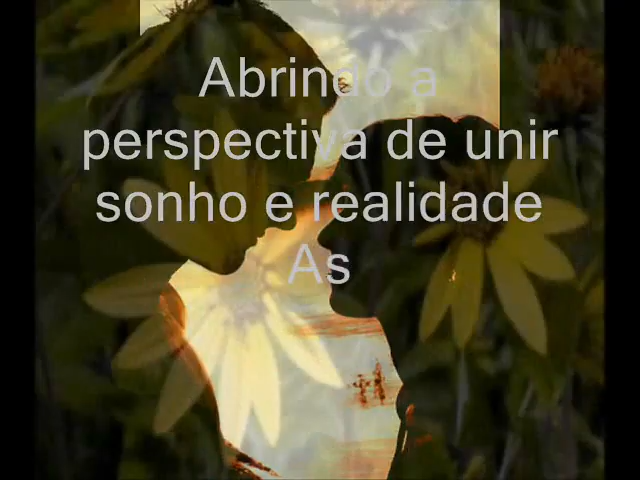 Abrindo a
perspectiva de unir
sonho e realidade
As